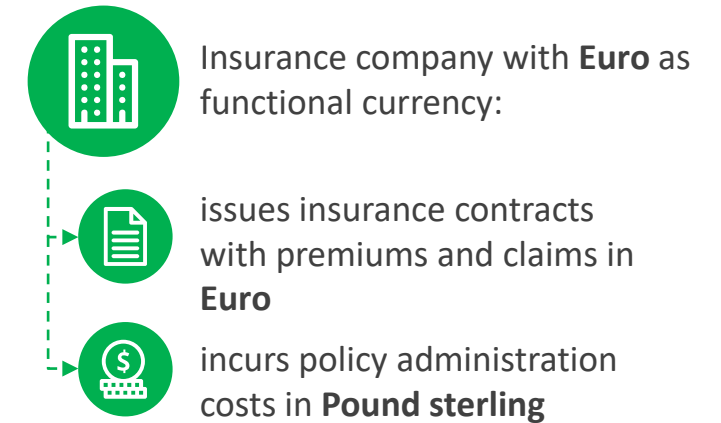 Insurance company with Euro as
functional currency:
issues insurance contracts
with premiums and claims in
Euro
$
incurs policy administration
costs in Pound sterling